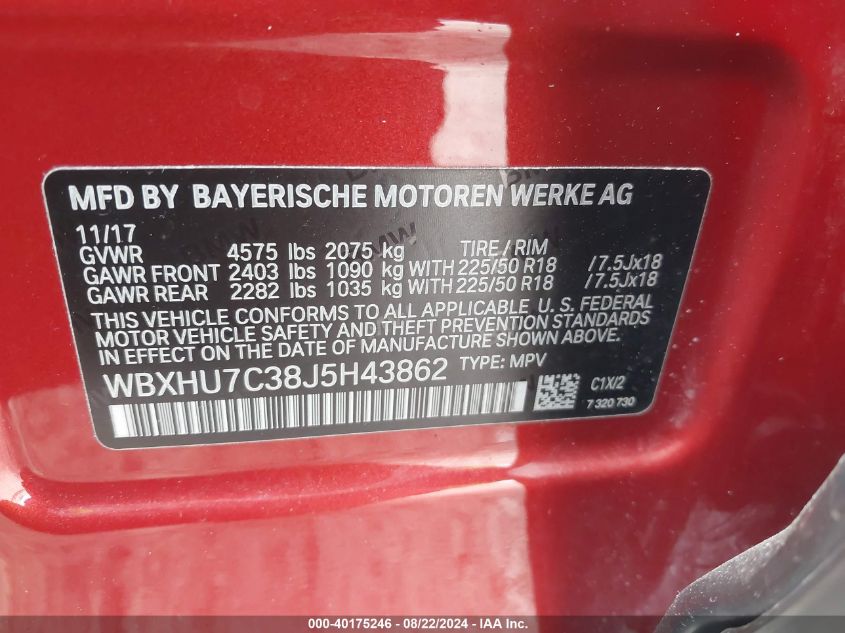 MFD BY BAYERISCHE MOTOREN WERKE AG
11/17
GVWR 4575 lbs 2075 kg TIRE / RIM
GAWR FRONT 2403 lbs 1090 kg WITH 225/50 R18 /7.5Jx18
GAWR REAR 2282 lbs 1035 kg WITH 225/50 R18 /7.5Jx18
THIS VEHICLE CONFORMS TO ALL APPLICABLE U. S. FEDERAL
MOTOR VEHICLE SAFETY AND THEFT PREVENTION STANDARDS
IN EFFECT ON THE DATE OF MANUFACTURE SHOWN ABOVE.
WBXHU7C38J5H43862 TYPE: MPV
C1X/2
7 320 730
000-40175246 - 08/22/2024 - IAA Inc.